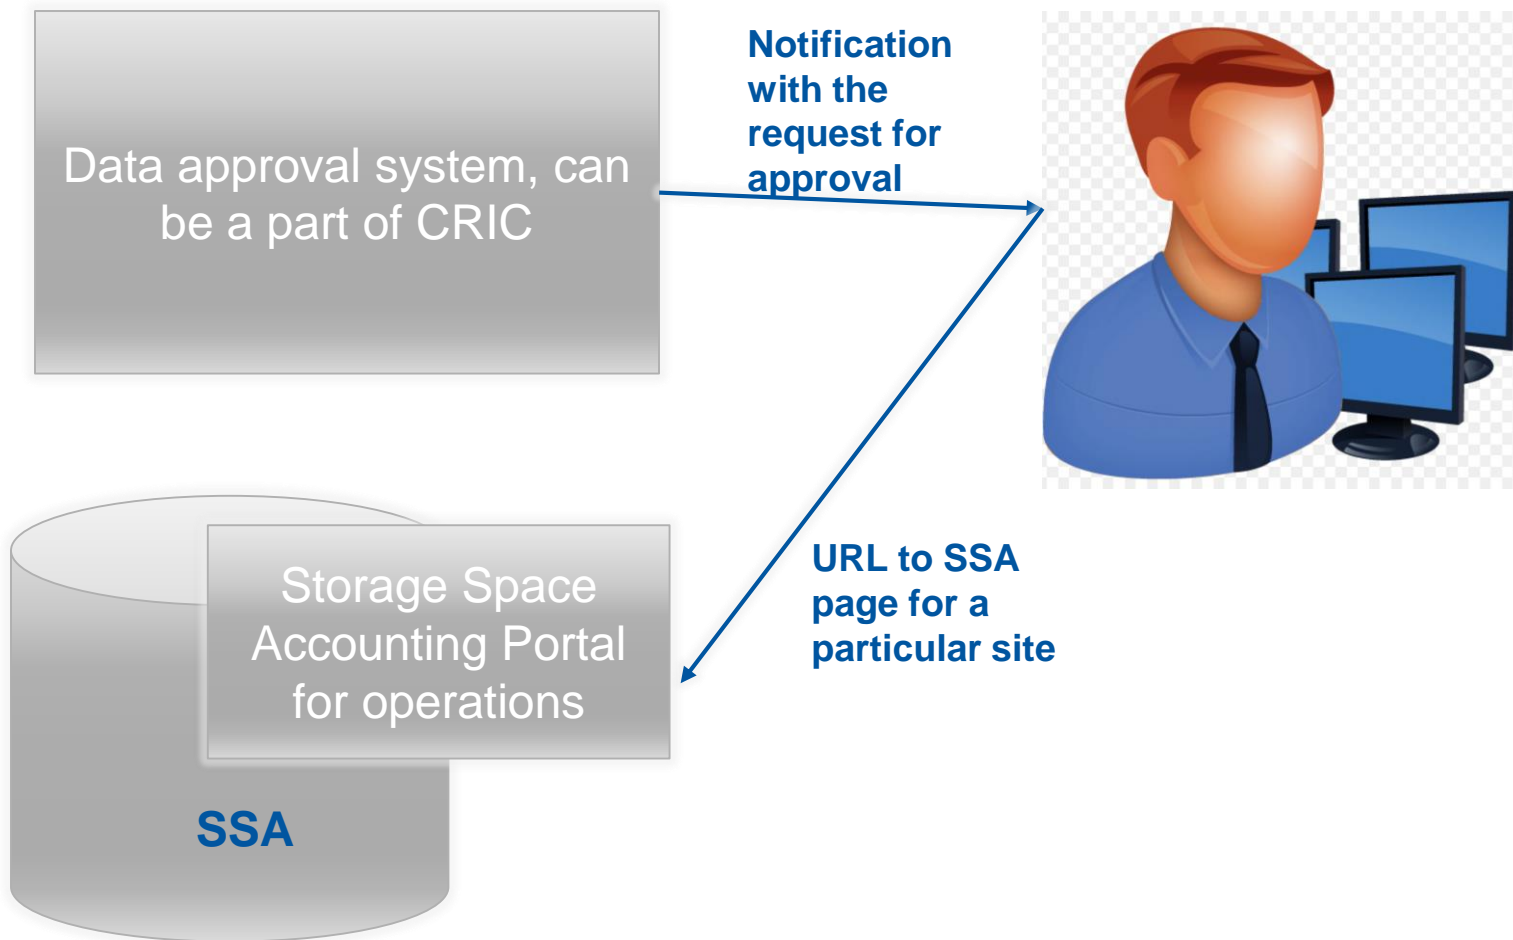 Data approval system, can
be a part of CRIC
Notification
with the
request for
approval
Storage Space
Accounting Portal
for operations
SSA
URL to SSA
page for a
particular site